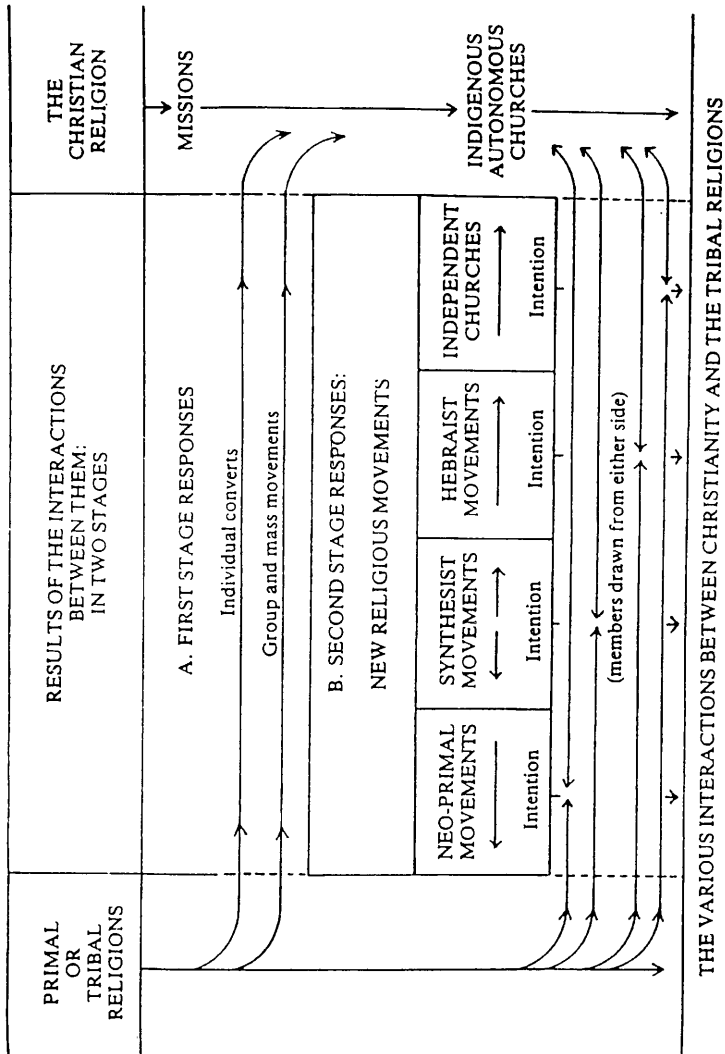 PRIMAL
OR
TRIBAL
RELIGIONS
RESULTS OF THE INTERACTIONS
BETWEEN THEM:
IN TWO STAGES
THE
CHRISTIAN
RELIGION
A. FIRST STAGE RESPONSES
MISSIONS
Individual converts
Group and mass movements
B. SECOND STAGE RESPONSES:
NEW RELIGIOUS MOVEMENTS
NEO-PRIMAL
MOVEMENTS
Intention
SYNTHESIST
MOVEMENTS
Intention
HEBRAIST
MOVEMENTS
Intention
INDEPENDENT
CHURCHES
Intention
INDIGENOUS
AUTONOMOUS
CHURCHES
(members drawn from either side)
THE VARIOUS INTERACTIONS BETWEEN CHRISTIANITY AND THE TRIBAL RELIGIONS